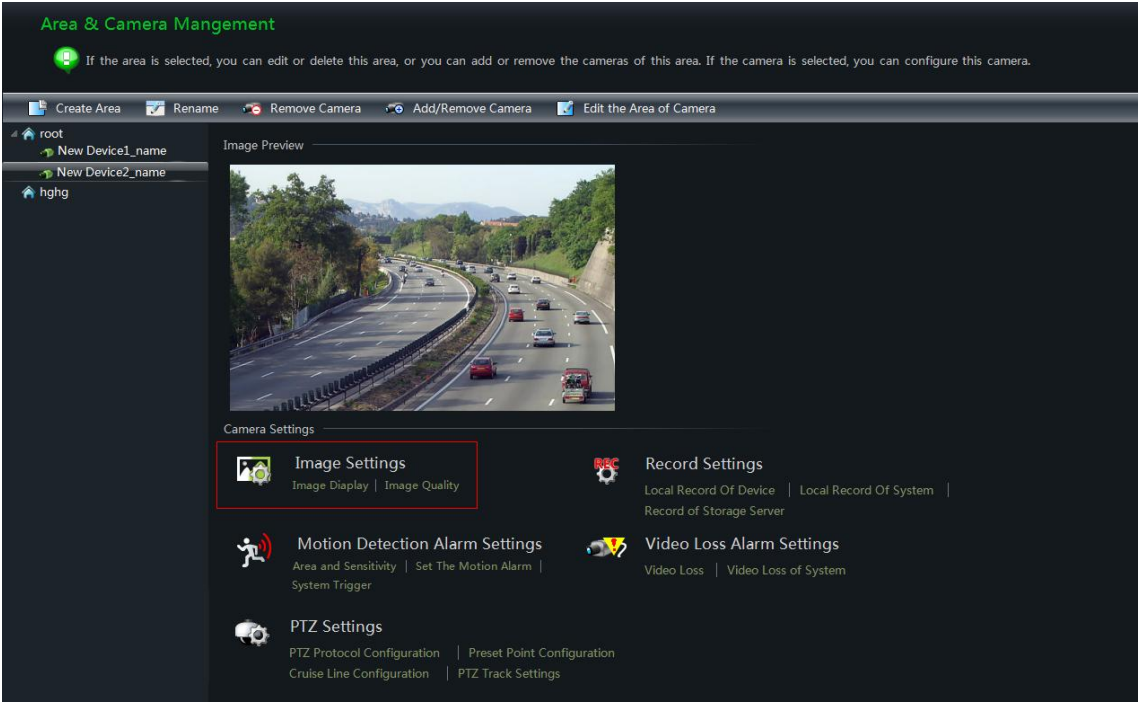 Area & Camera Mangement
If the area is selected, you can edit or delete this area, or you can add or remove the cameras of this area. If the camera is selected, you can configure this camera.
Create Area Rename Remove Camera Add/Remove Camera Edit the Area of Camera
root
New Device1_name
New Device2_name
hghg
Image Preview
Camera Settings
Image Settings
Image Diaplay | Image Quality
Record Settings
Local Record Of Device | Local Record Of System |
Record of Storage Server
Motion Detection Alarm Settings
Area and Sensitivity | Set The Motion Alarm |
System Trigger
Video Loss Alarm Settings
Video Loss | Video Loss of System
PTZ Settings
PTZ Protocol Configuration | Preset Point Configuration
Cruise Line Configuration | PTZ Track Settings
REC